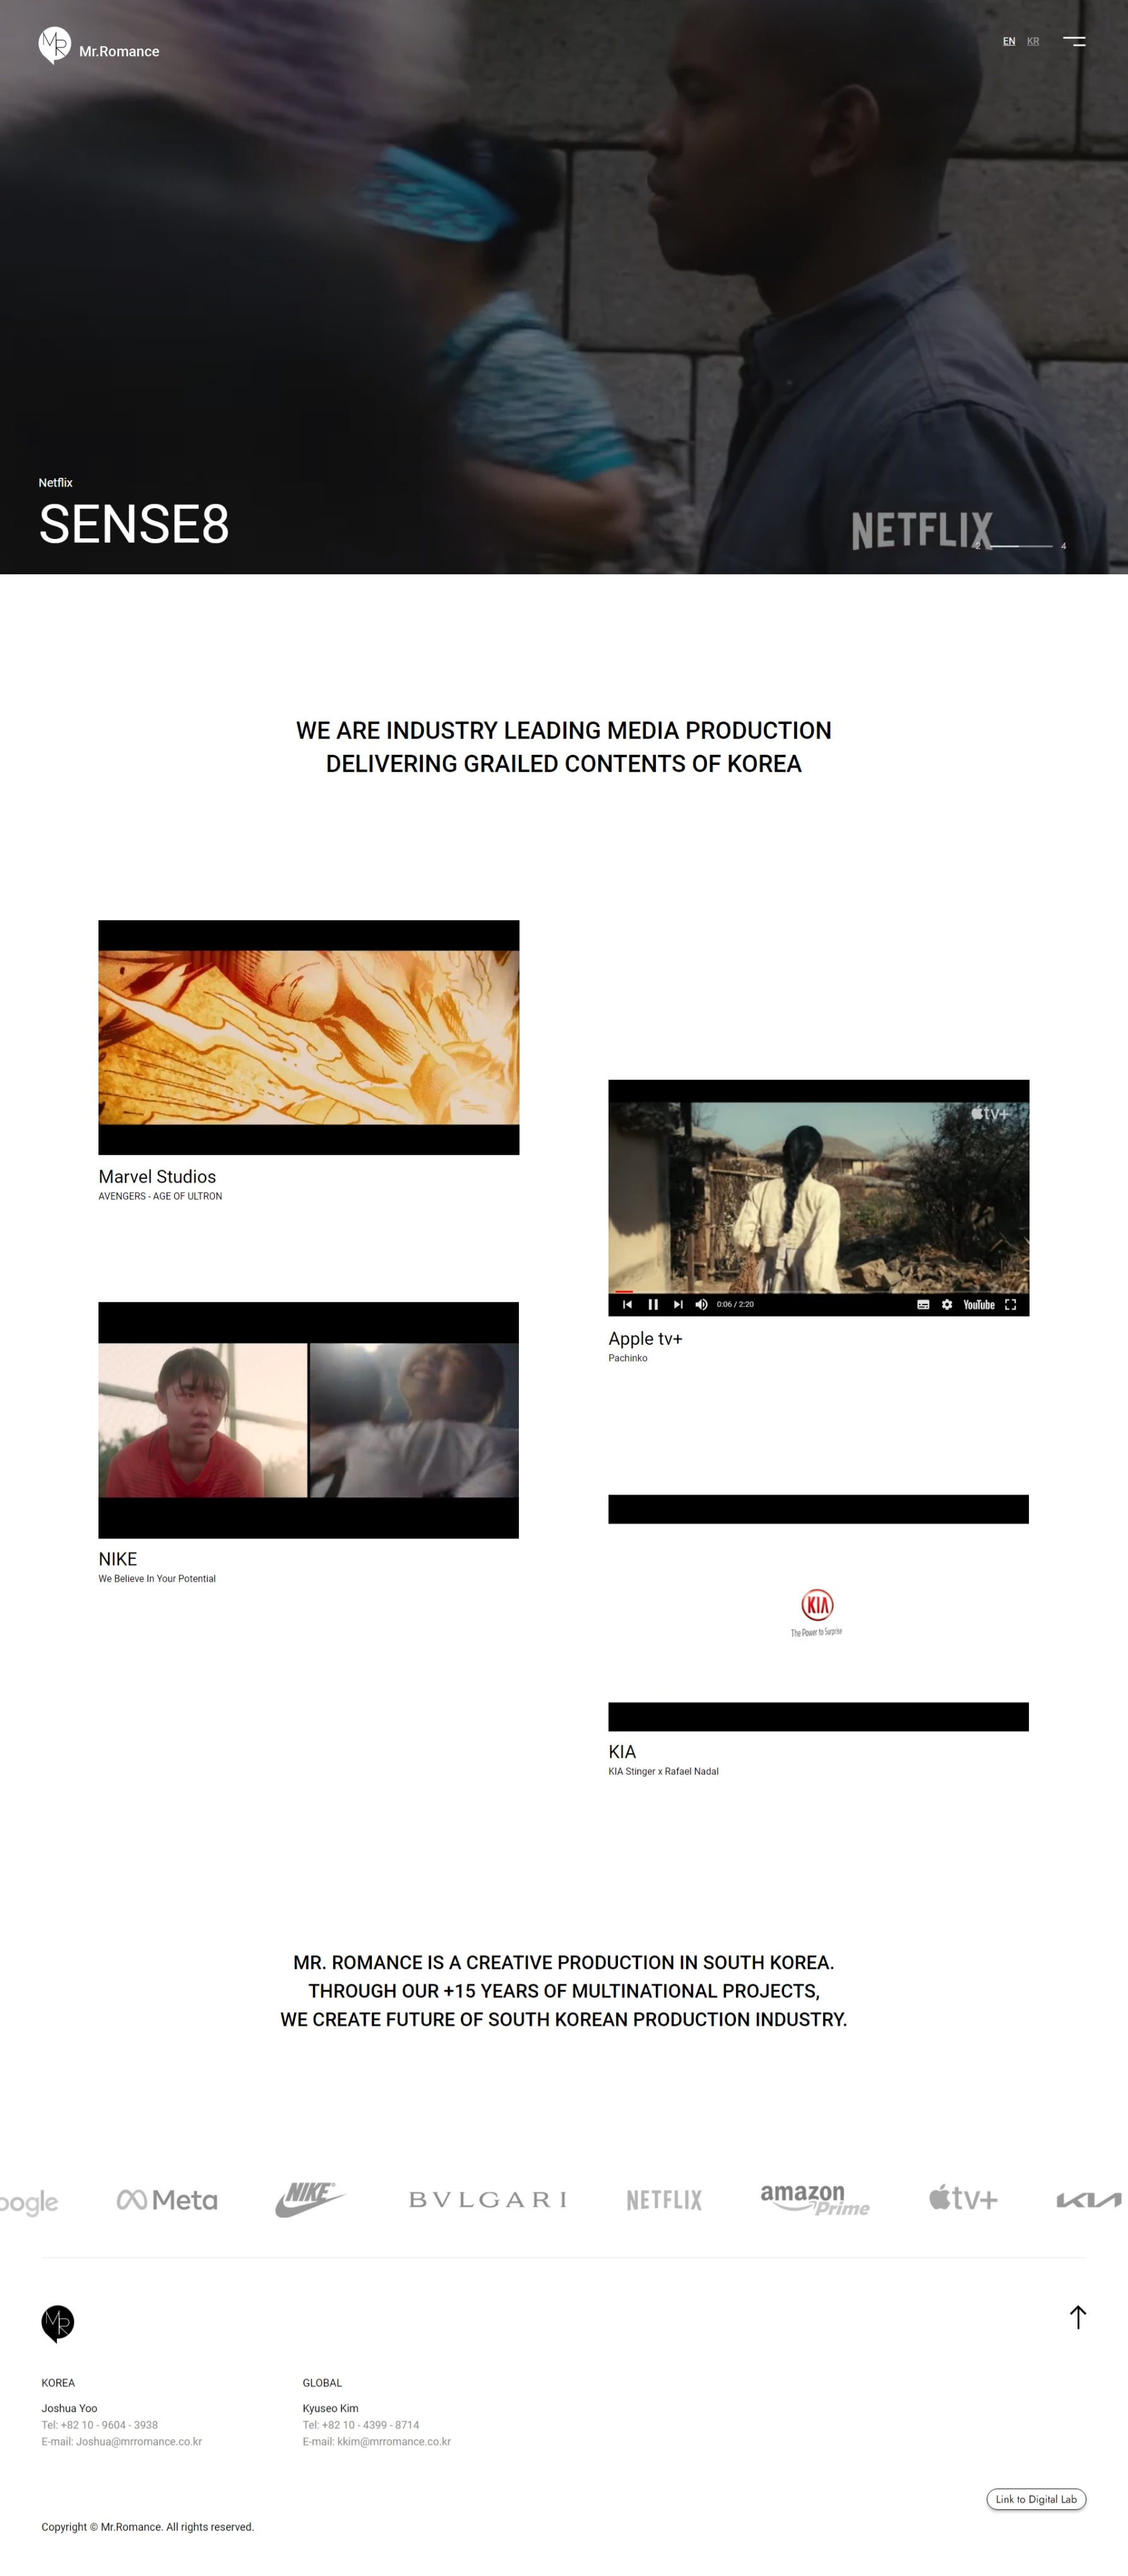 MR
Mr.Romance
EN KR
Netflix
SENSE8
NETFLIX
2 4
WE ARE INDUSTRY LEADING MEDIA PRODUCTION
DELIVERING GRAILED CONTENTS OF KOREA
Marvel Studios
AVENGERS - AGE OF ULTRON
tv+
0:06 / 2:20
YouTube
Apple tv+
Pachinko
NIKE
We Believe In Your Potential
KIA
The Power to Surprise
KIA
KIA Stinger x Rafael Nadal
MR. ROMANCE IS A CREATIVE PRODUCTION IN SOUTH KOREA.
THROUGH OUR +15 YEARS OF MULTINATIONAL PROJECTS,
WE CREATE FUTURE OF SOUTH KOREAN PRODUCTION INDUSTRY.
oogle Meta NIKE BVLGARI NETFLIX amazon Prime tv+ KIA
MR
KOREA
Joshua Yoo
Tel: +82 10 - 9604 - 3938
E-mail: Joshua@mrromance.co.kr
GLOBAL
Kyuseo Kim
Tel: +82 10 - 4399 - 8714
E-mail: kkim@mrromance.co.kr
Link to Digital Lab
Copyright © Mr.Romance. All rights reserved.